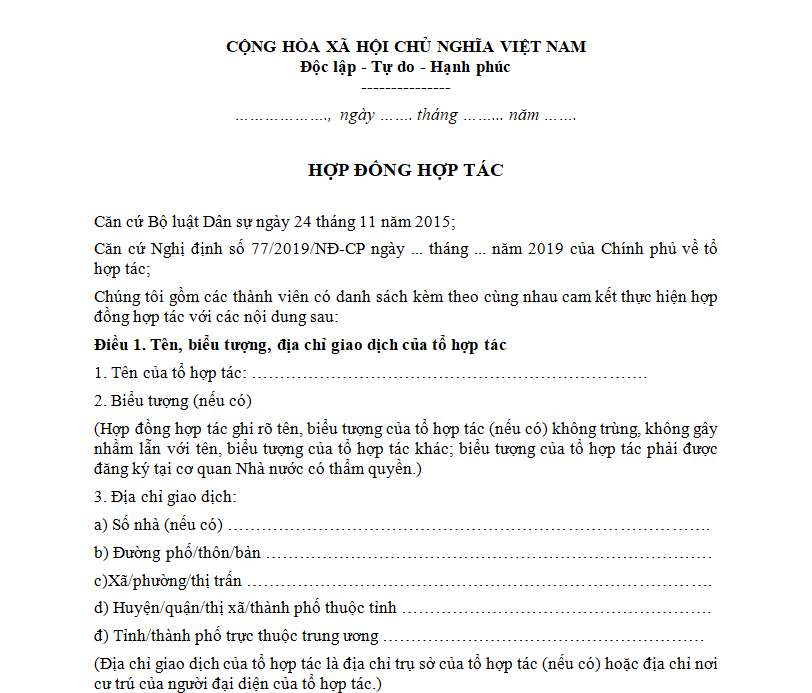 CỘNG HÒA XÃ HỘI CHỦ NGHĨA VIỆT NAM
Độc lập - Tự do - Hạnh phúc
---------------
………………., ngày ……. tháng ……... năm …….
HỢP ĐỒNG HỢP TÁC
Căn cứ Bộ luật Dân sự ngày 24 tháng 11 năm 2015;
Căn cứ Nghị định số 77/2019/NĐ-CP ngày ... tháng ... năm 2019 của Chính phủ về tổ
hợp tác;
Chúng tôi gồm các thành viên có danh sách kèm theo cùng nhau cam kết thực hiện hợp
đồng hợp tác với các nội dung sau:
Điều 1. Tên, biểu tượng, địa chỉ giao dịch của tổ hợp tác
1. Tên của tổ hợp tác: …………………………………………………………….
2. Biểu tượng (nếu có)
(Hợp đồng hợp tác ghi rõ tên, biểu tượng của tổ hợp tác (nếu có) không trùng, không gây
nhầm lẫn với tên, biểu tượng của tổ hợp tác khác; biểu tượng của tổ hợp tác phải được
đăng ký tại cơ quan Nhà nước có thẩm quyền.)
3. Địa chỉ giao dịch:
a) Số nhà (nếu có) …………………………………………………………………………….
b) Đường phố/thôn/bản ………………………………………………………………………
c)Xã/phường/thị trấn ………………………………………………………………………….
d) Huyện/quận/thị xã/thành phố thuộc tỉnh ……………………………………………….
đ) Tỉnh/thành phố trực thuộc trung ương …………………………………………………
(Địa chỉ giao dịch của tổ hợp tác là địa chỉ trụ sở của tổ hợp tác (nếu có) hoặc địa chỉ nơi
cư trú của người đại diện của tổ hợp tác.)